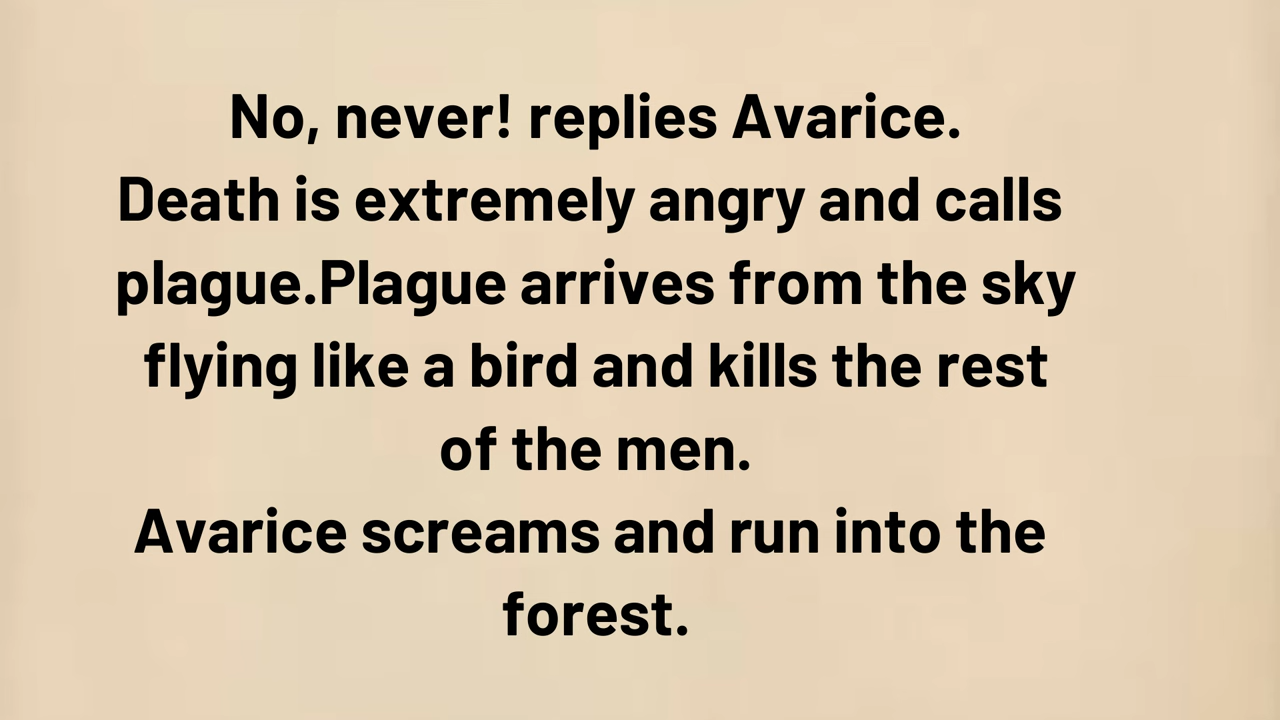 No, never! replies Avarice.
Death is extremely angry and calls
plague.Plague arrives from the sky
flying like a bird and kills the rest
of the men.
Avarice screams and run into the
forest.